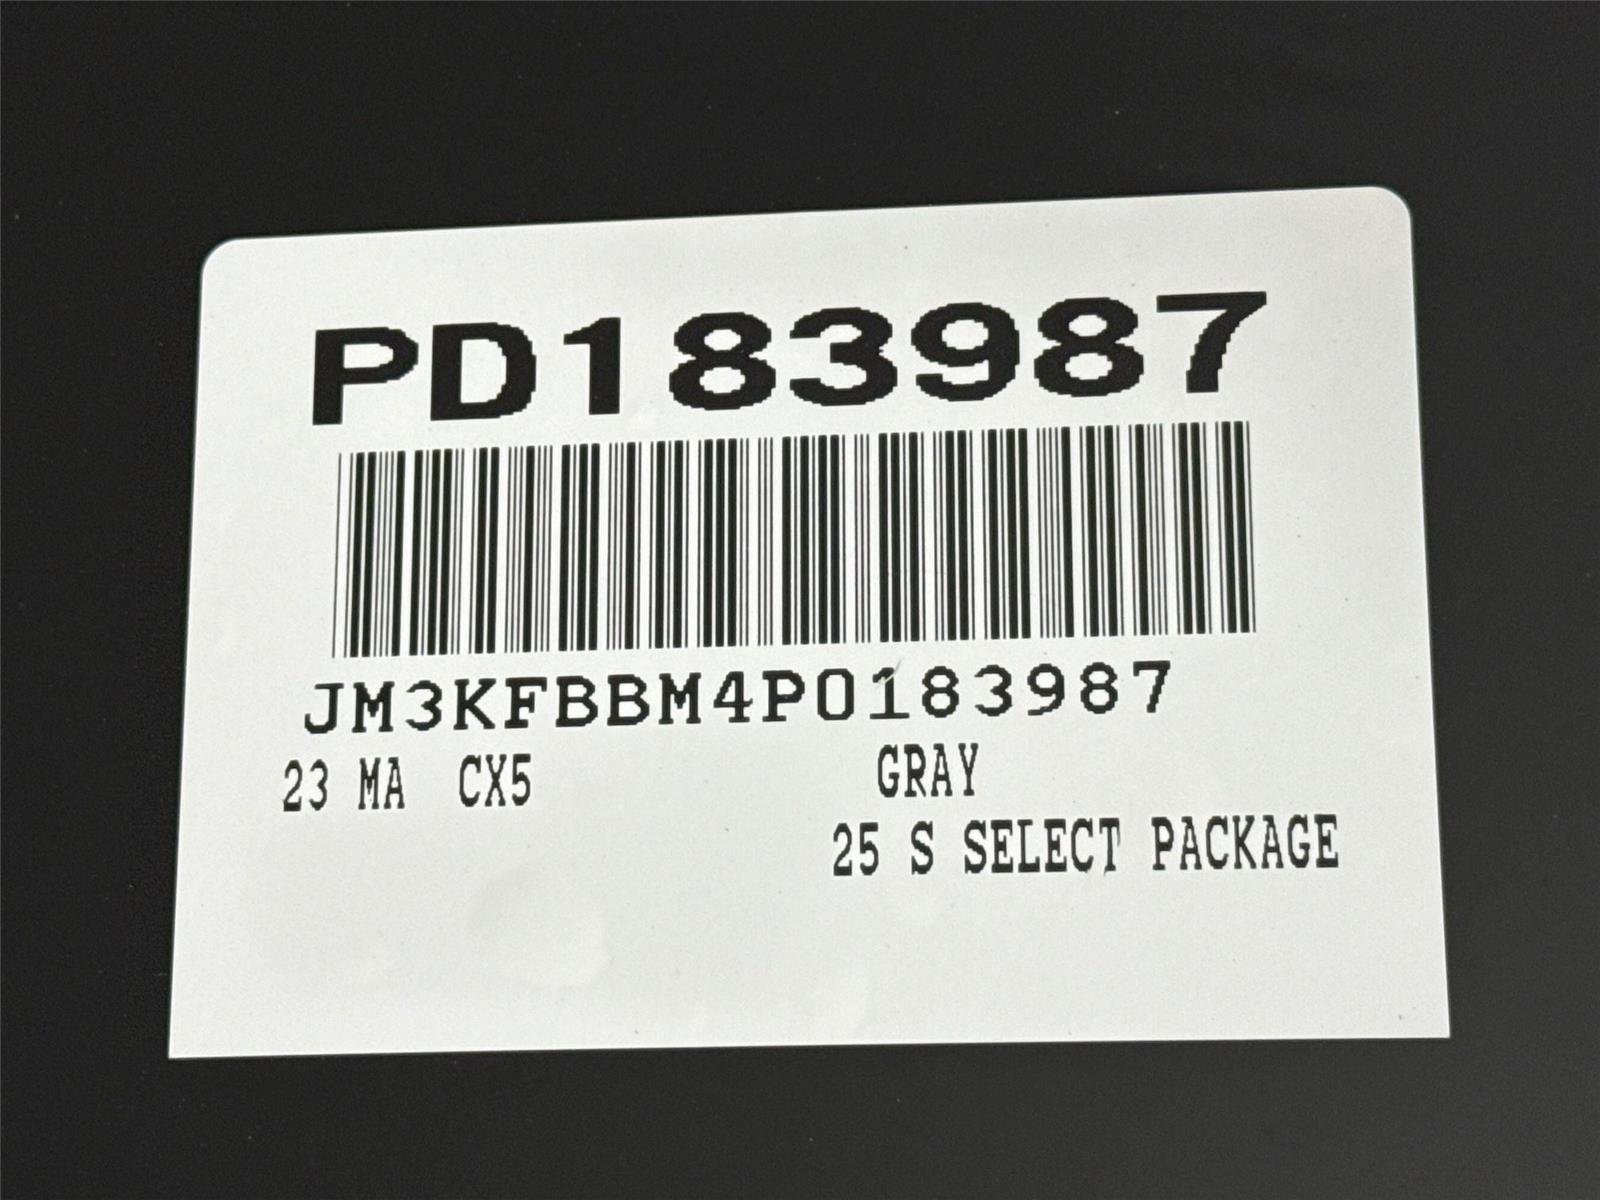 PD183987
JM3KFBBM4P0183987
23 MA CX5 GRAY
25 S SELECT PACKAGE